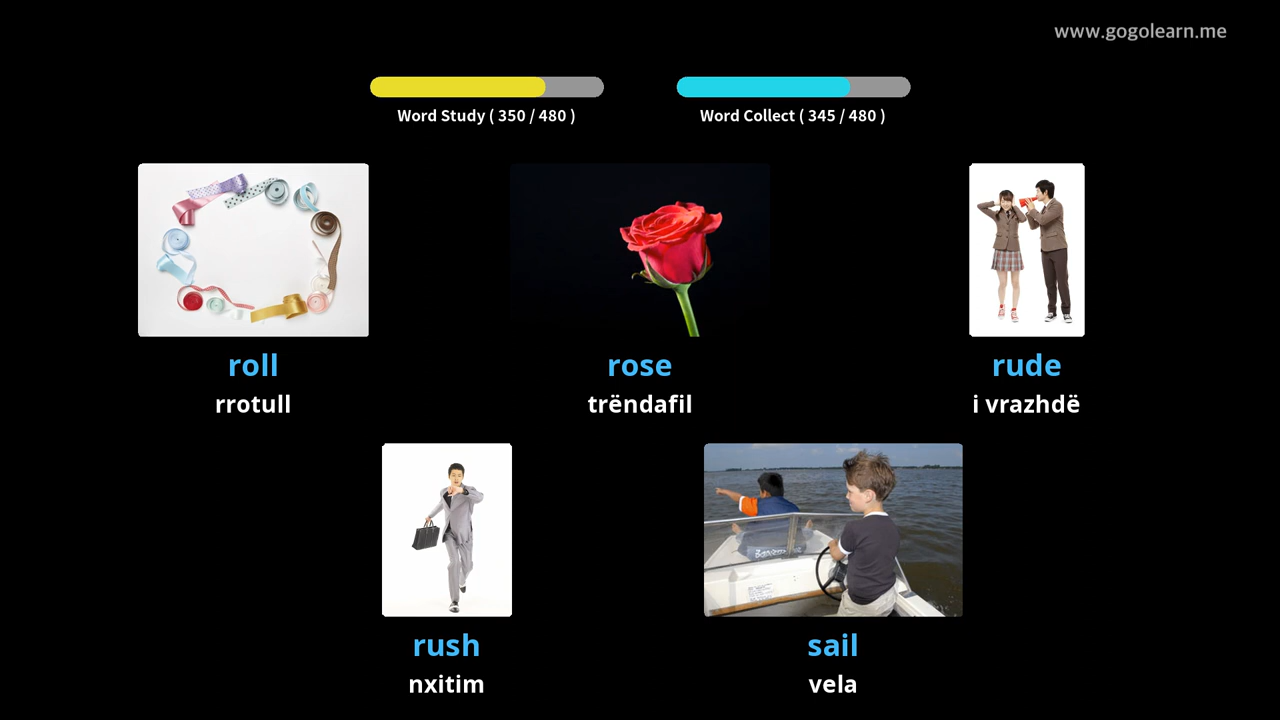 www.gogolearn.me
Word Study ( 350 / 480 )
Word Collect ( 345 / 480 )
roll
rose
rude
rrotull
trëndafil
i vrazhdë
rush
sail
nxitim
vela